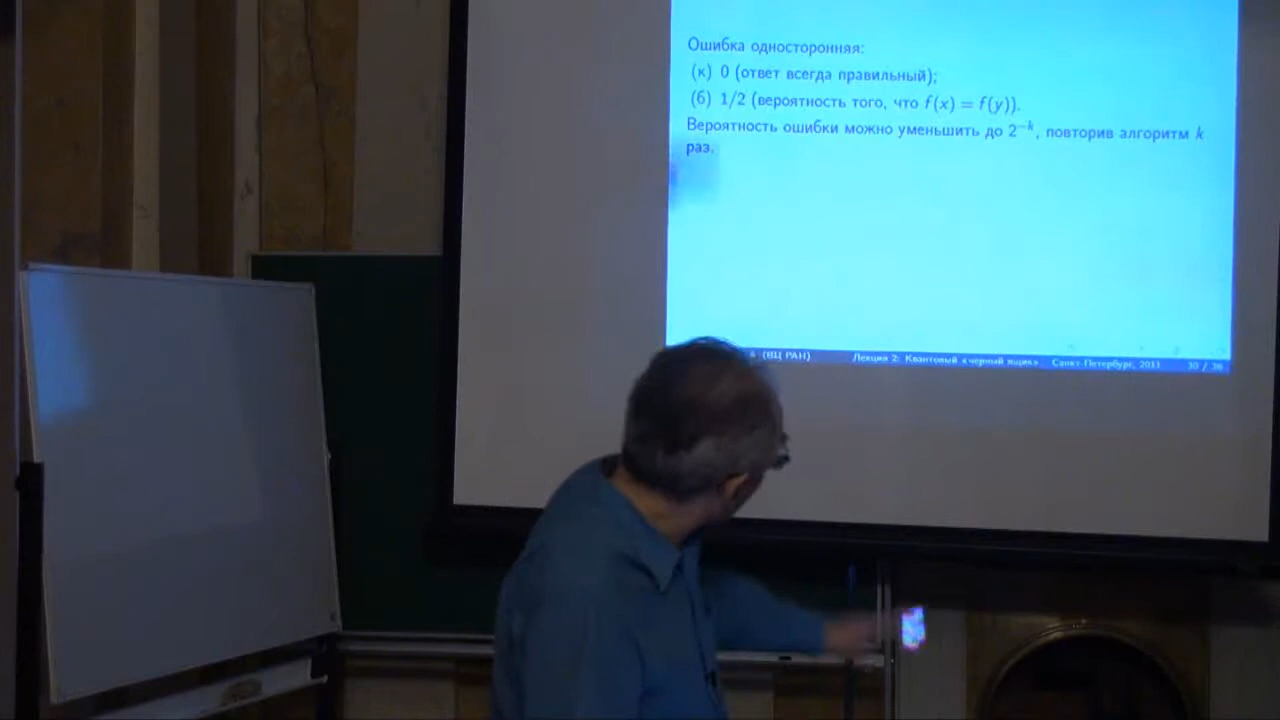 Ошибка односторонняя:
(к) 0 (ответ всегда правильный);
(б) 1/2 (вероятность того, что f(x) = f(y)).
Вероятность ошибки можно уменьшить до 2⁻ᵏ, повторив алгоритм k
раз.
(ВЦ РАН) Лекция 2: Квантовый «черный ящик» Санкт-Петербург, 2011 30 / 36